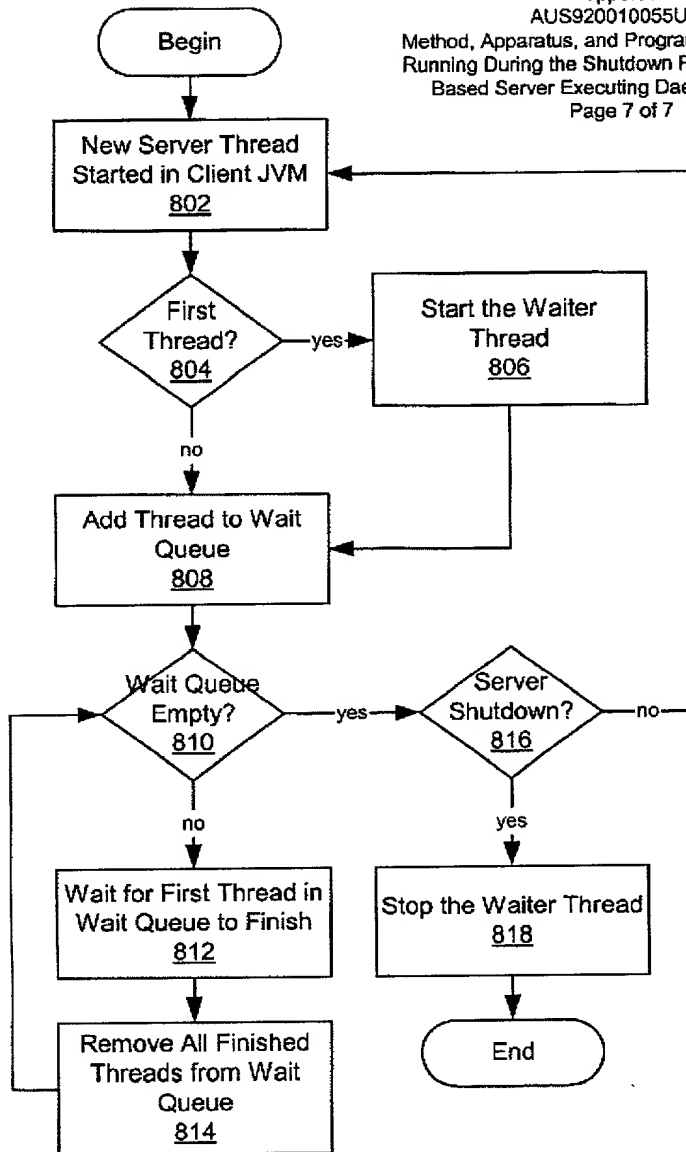 AUS920010055U
Method, Apparatus, and Progra
Running During the Shutdown
Based Server Executing Dae
Page 7 of 7
Begin
New Server Thread
Started in Client JVM
802
First
Thread?
804
yes
Start the Waiter
Thread
806
no
Add Thread to Wait
Queue
808
Wait Queue
Empty?
810
yes
Server
Shutdown?
816
no
no
yes
Wait for First Thread in
Wait Queue to Finish
812
Stop the Waiter Thread
818
Remove All Finished
Threads from Wait
Queue
814
End